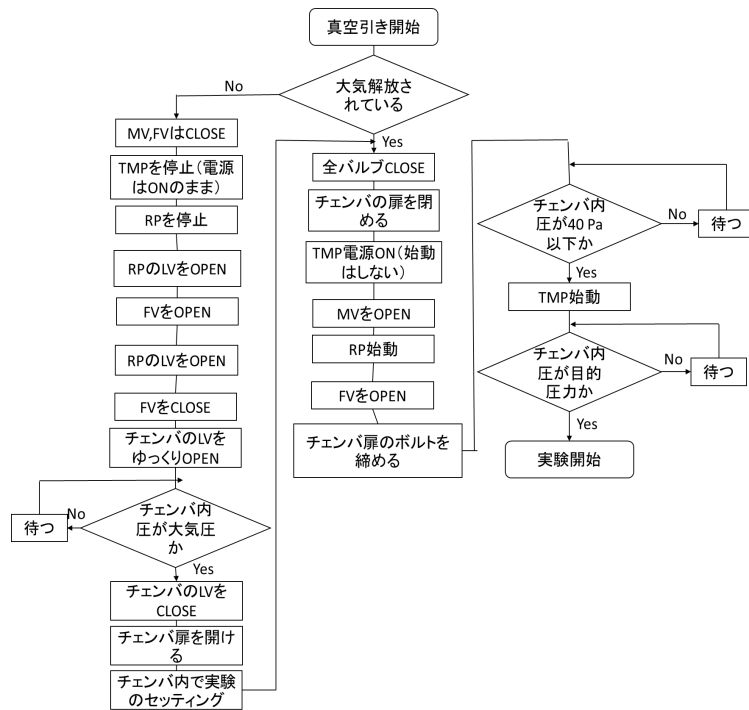 真空引き開始
大気解放さ
れている
No
Yes
MV,FVはCLOSE
TMPを停止（電源
はONのまま）
RPを停止
RPのLVをOPEN
FVをOPEN
RPのLVをOPEN
FVをCLOSE
チェンバのLVを
ゆっくりOPEN
チェンバ内
圧が大気圧
か
No
待つ
Yes
チェンバのLVを
CLOSE
チェンバ扉を開け
る
チェンバ内で実験
のセッティング
全バルブCLOSE
チェンバの扉を閉
める
TMP電源ON（始動
はしない）
MVをOPEN
RP始動
FVをOPEN
チェンバ扉のボルトを
締める
チェンバ内
圧が40 Pa
以下か
No
待つ
Yes
TMP始動
チェンバ内
圧が目的
圧力か
No
待つ
Yes
実験開始